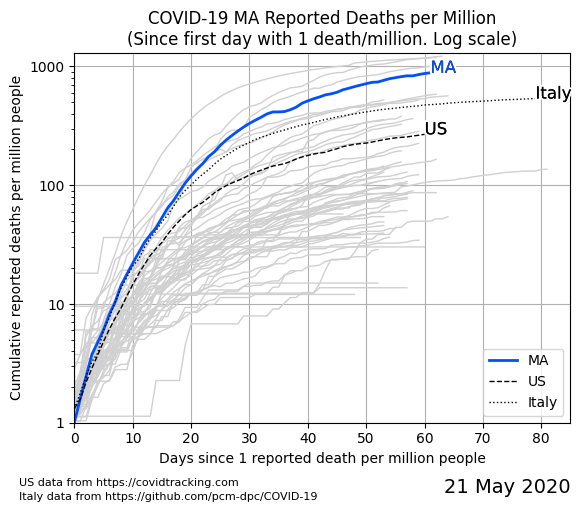 COVID-19 MA Reported Deaths per Million
(Since first day with 1 death/million. Log scale)
Cumulative reported deaths per million people
1000
100
10
1
MA
Italy
US
MA
US
Italy
0 10 20 30 40 50 60 70 80
Days since 1 reported death per million people
US data from https://covidtracking.com
Italy data from https://github.com/pcm-dpc/COVID-19
21 May 2020